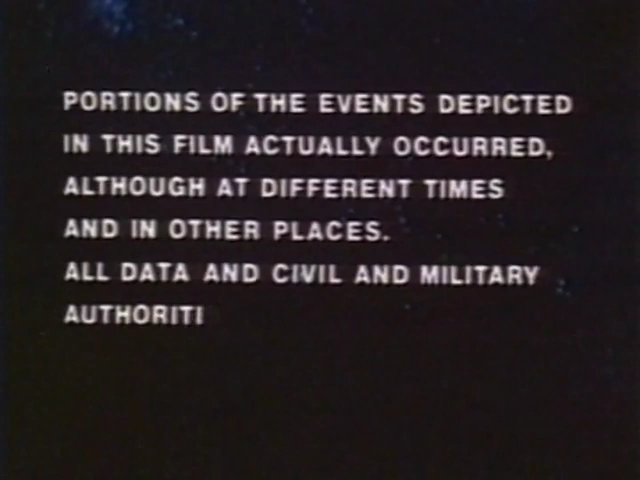 PORTIONS OF THE EVENTS DEPICTED
IN THIS FILM ACTUALLY OCCURRED,
ALTHOUGH AT DIFFERENT TIMES
AND IN OTHER PLACES.
ALL DATA AND CIVIL AND MILITARY
AUTHORITI